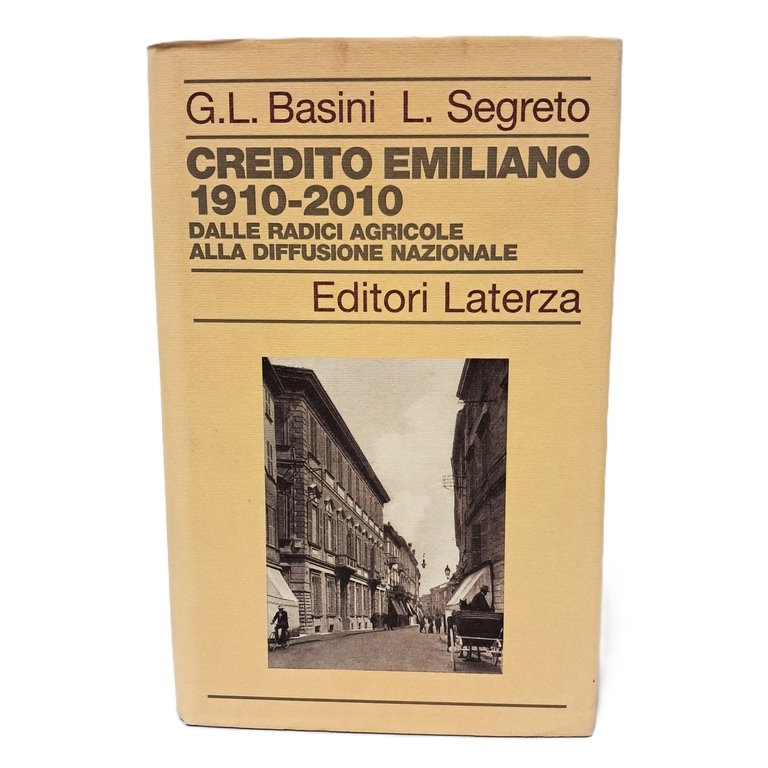 G.L. Basini L. Segreto
CREDITO EMILIANO
1910-2010
DALLE RADICI AGRICOLE
ALLA DIFFUSIONE NAZIONALE
Editori Laterza